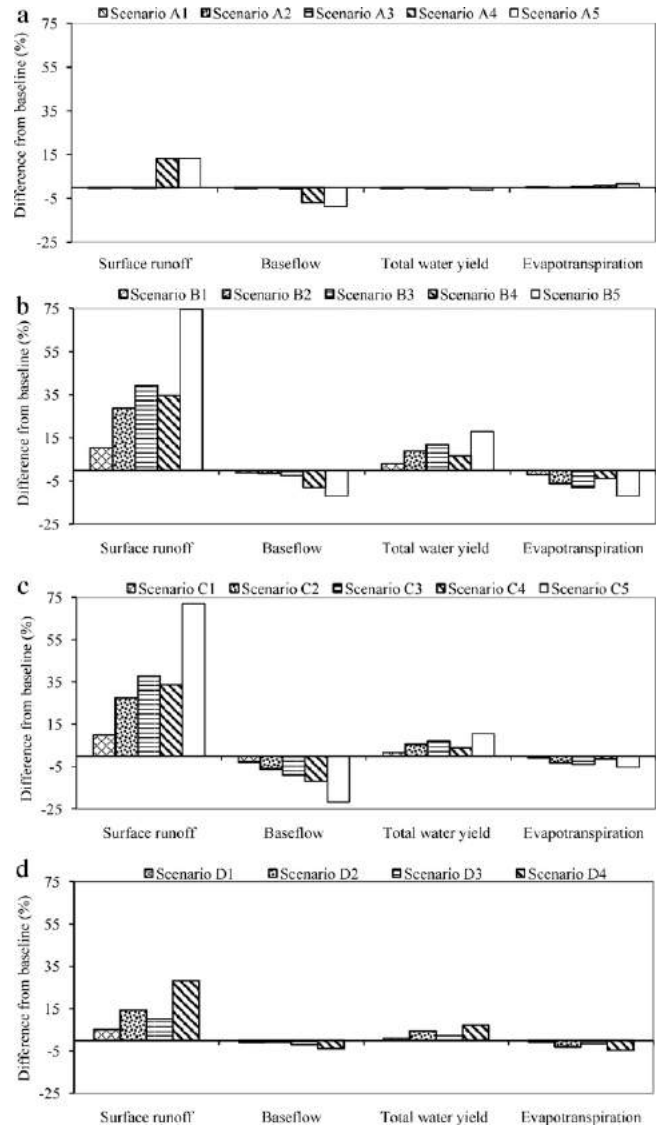 a
Scenario A1 Scenario A2 Scenario A3 Scenario A4 Scenario A5
Difference from baseline (%)
75
55
35
15
-5
-25
Surface runoff Baseflow Total water yield Evapotranspiration
b
Scenario B1 Scenario B2 Scenario B3 Scenario B4 Scenario B5
Difference from baseline (%)
75
55
35
15
-5
-25
Surface runoff Baseflow Total water yield Evapotranspiration
c
Scenario C1 Scenario C2 Scenario C3 Scenario C4 Scenario C5
Difference from baseline (%)
75
55
35
15
-5
-25
Surface runoff Baseflow Total water yield Evapotranspiration
d
Scenario D1 Scenario D2 Scenario D3 Scenario D4
Difference from baseline (%)
75
55
35
15
-5
-25
Surface runoff Baseflow Total water yield Evapotranspiration